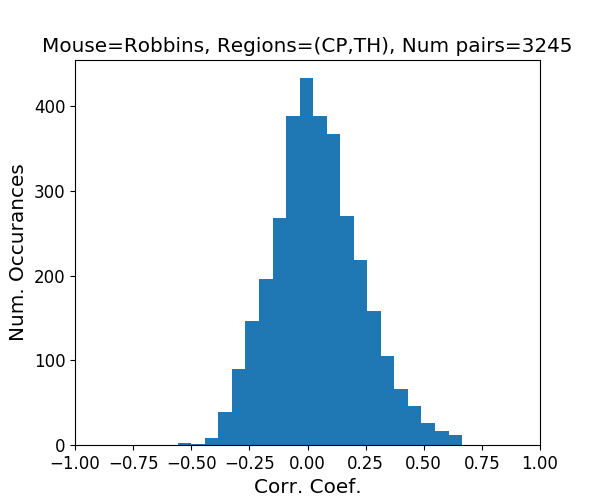 Mouse=Robbins, Regions=(CP,TH), Num pairs=3245
Num. Occurances
400
300
200
100
0
−1.00 −0.75 −0.50 −0.25 0.00 0.25 0.50 0.75 1.00
Corr. Coef.